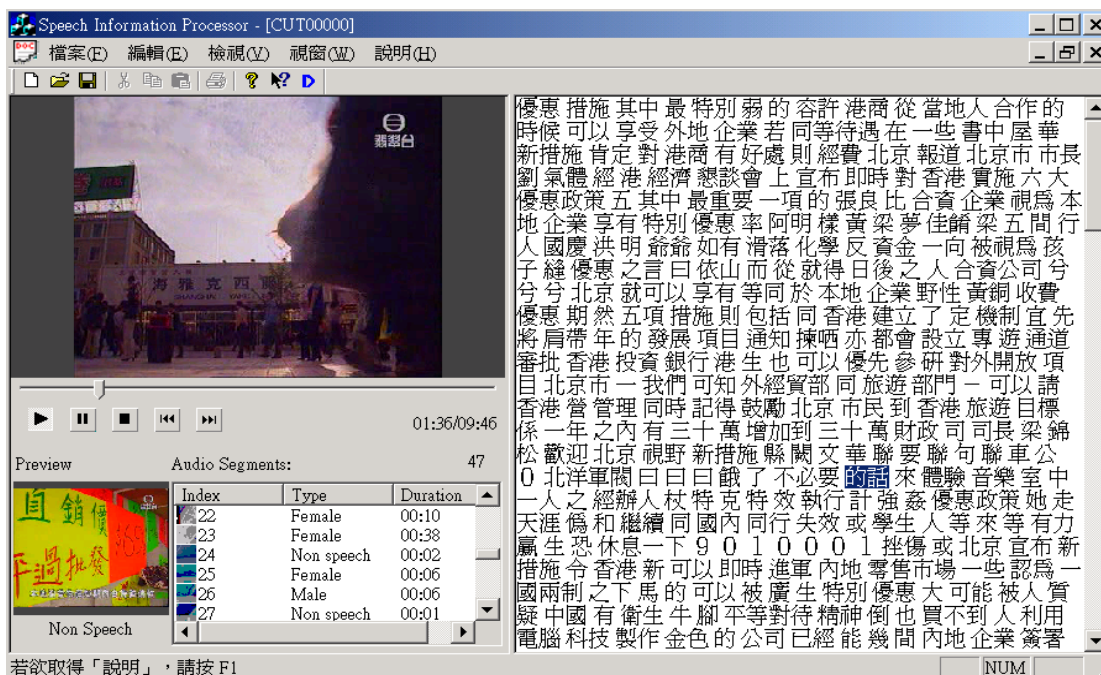 Speech Information Processor - [CUT00000]
檔案(F) 編輯(E) 檢視(V) 視窗(W) 說明(H)
翡翠台
海雅克西服
01:36/09:46
Preview Audio Segments: 47
直銷價
平過批發
Non Speech
Index Type Duration
22 Female 00:10
23 Female 00:38
24 Non speech 00:02
25 Female 00:06
26 Male 00:06
27 Non speech 00:01
優惠 措施 其中 最 特別 弱 的 容許 港商 從 當地人 合作 的
時候 可以 享受 外地 企業 若 同等待遇 在 一些 書中 屋 華
新措施 肯定 對 港商 有 好處 則 經費 北京 報道 北京市 市長
劉 氣體 經 港 經濟 懇談會 上 宣布 即時 對 香港 實施 六 大
優惠政策 五 其中 最重要 一項 的 張良 比 合資 企業 視爲 本
地 企業 享有 特別 優惠 率 阿明 樣 黃 梁 夢 佳餚 梁 五 間 行
人 國慶 洪 明 爺爺 如有 滑落 化學 反 資金 一向 被視爲 孩
子 縫 優惠 之言 曰 依山 而 從 就得 日後 之 人 合資公司 兮
兮 兮 北京 就可以 享有 等同 於 本地 企業 野性 黃銅 收費
優惠 期 然 五項 措施 則 包括 同 香港 建立 了 定 機制 宜 先
將 肩帶 年 的 發展 項目 通知 揀哂 亦 都會 設立 專 遊 通道
審批 香港 投資 銀行 港 生 也 可以 優先 參 研 對外開放 項
目 北京市 一 我們 可知 外經貿部 同 旅遊 部門 － 可以 請
香港 營 管理 同時 記得 鼓勵 北京 市民 到 香港 旅遊 目標
係 一年 之內 有 三十 萬 增加到 三十 萬 財政司 司長 梁 錦
松 歡迎 北京 視野 新措施 縣 闕 文 華 聯 要 聯 句 聯 車 公
０ 北洋軍閥 曰 曰 曰 餓 了 不必要 的話 來 體驗 音樂 室 中
一人 之 經辦人 杖 特 克 特效 執行 計 強姦 優惠政策 她 走
天涯 僞 和 繼續 同 國內 同行 失效 或 學生 人等 來 等 有力
贏 生 恐 休息 一下 ９ ０ １ ０ ０ ０ １ 挫傷 或 北京 宣布 新
措施 令 香港 新 可以 即時 進軍 內地 零售 市場 一些 認爲 一
國兩制 之下 馬 的 可以 被 廣 生 特別 優惠 大 可能 被人 質
疑 中國 有 衛生 牛 腳 平等對待 精神 倒 也 買不到 人 利用
電腦 科技 製作 金色 的 公司 已經 能 幾間 內地 企業 簽署
若欲取得「說明」，請按 F1
NUM